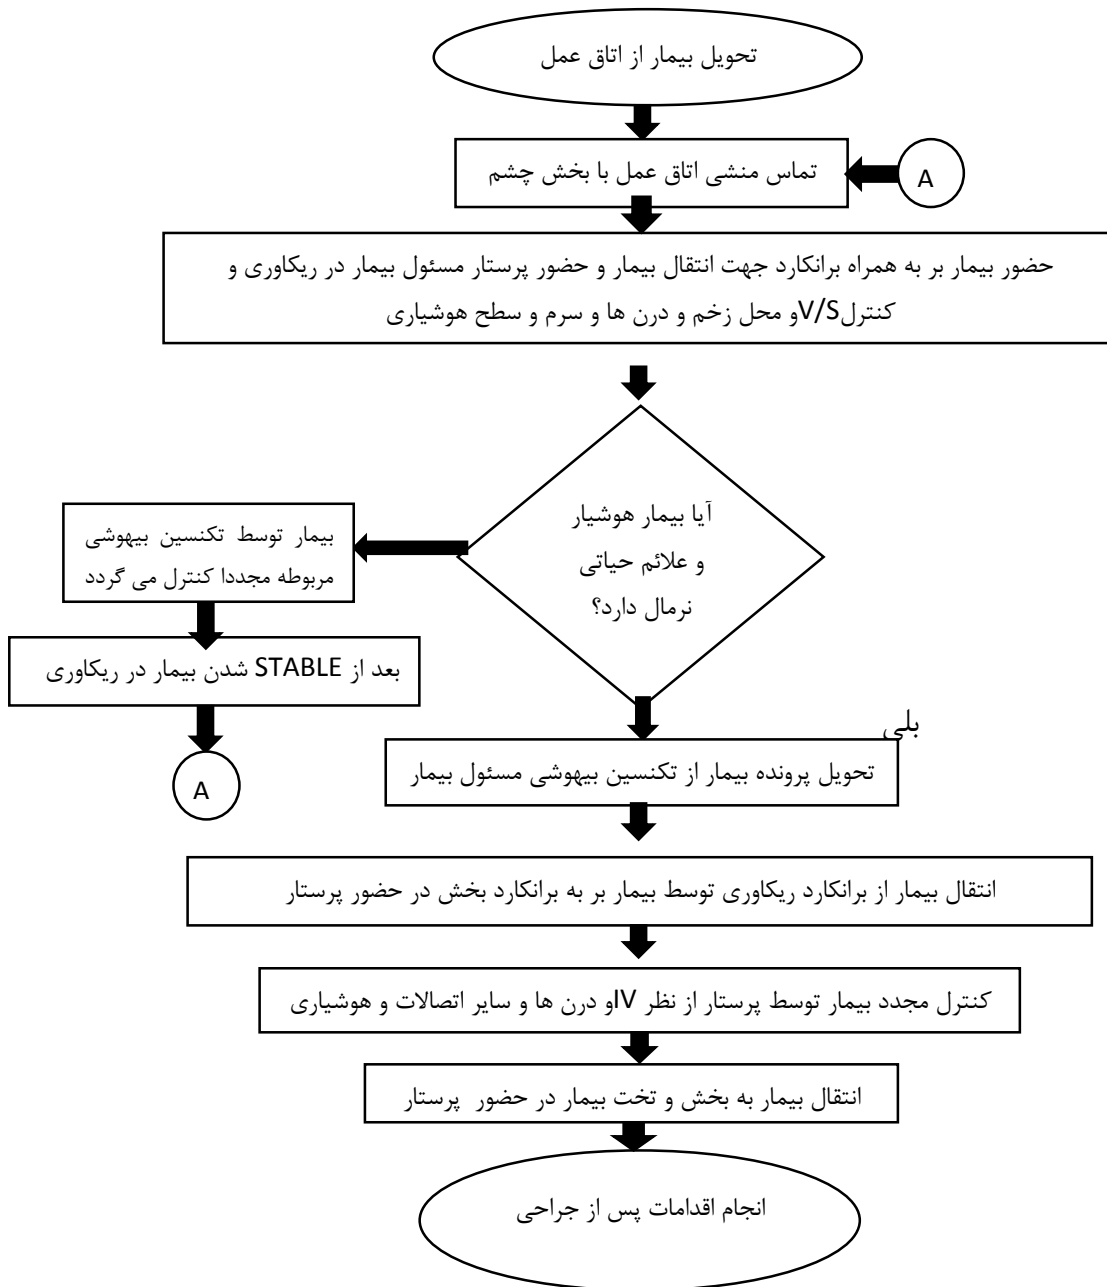 تحویل بیمار از اتاق عمل
تماس منشی اتاق عمل با بخش چشم
A
حضور بیمار بر به همراه برانکارد جهت انتقال بیمار و حضور پرستار مسئول بیمار در ریکاوری و
کنترلV/Sو محل زخم و درن ها و سرم و سطح هوشیاری
آیا بیمار هوشیار
و علائم حیاتی
نرمال دارد؟
بیمار توسط تکنسین بیهوشی
مربوطه مجددا کنترل می گردد
بعد از STABLE شدن بیمار در ریکاوری
A
بلی
تحویل پرونده بیمار از تکنسین بیهوشی مسئول بیمار
انتقال بیمار از برانکارد ریکاوری توسط بیمار بر به برانکارد بخش در حضور پرستار
کنترل مجدد بیمار توسط پرستار از نظر IVو درن ها و سایر اتصالات و هوشیاری
انتقال بیمار به بخش و تخت بیمار در حضور پرستار
انجام اقدامات پس از جراحی